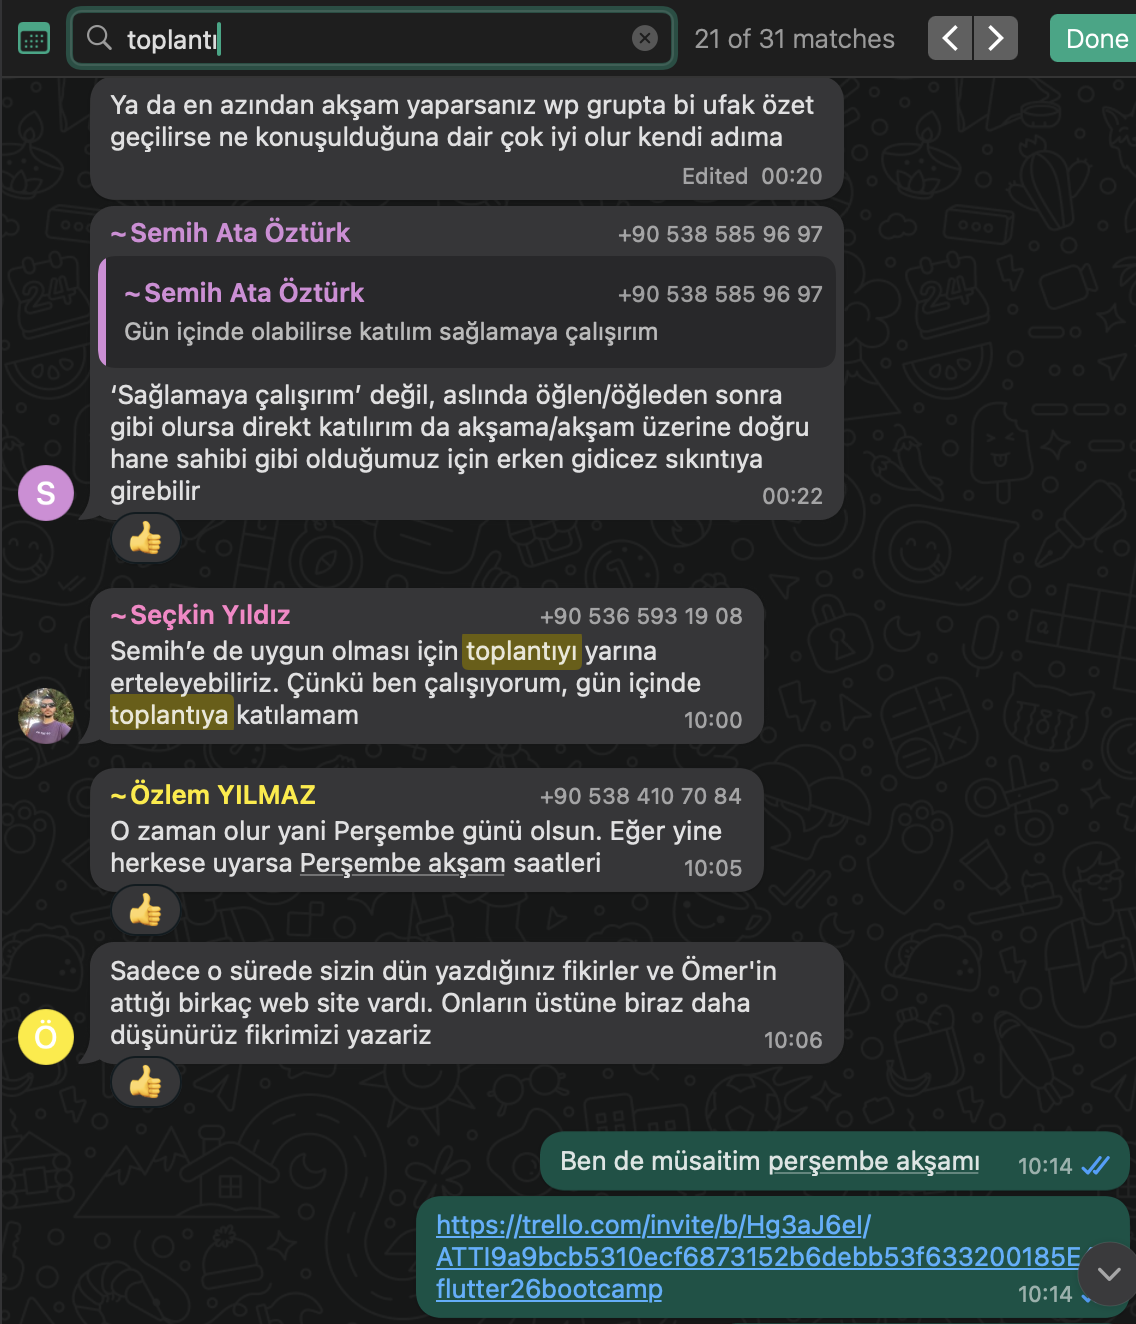 toplantı
21 of 31 matches
Done
Ya da en azından akşam yaparsanız wp grupta bi ufak özet
geçilirse ne konuşulduğuna dair çok iyi olur kendi adıma
Edited 00:20
~Semih Ata Öztürk +90 538 585 96 97
~Semih Ata Öztürk +90 538 585 96 97
Gün içinde olabilirse katılım sağlamaya çalışırım
‘Sağlamaya çalışırım’ değil, aslında öğlen/öğleden sonra
gibi olursa direkt katılırım da akşama/akşam üzerine doğru
hane sahibi gibi olduğumuz için erken gidicez sıkıntıya
girebilir
00:22
S
~Seçkin Yıldız +90 536 593 19 08
Semih’e de uygun olması için toplantıyı yarına
erteleyebiliriz. Çünkü ben çalışıyorum, gün içinde
toplantıya katılamam
10:00
~Özlem YILMAZ +90 538 410 70 84
O zaman olur yani Perşembe günü olsun. Eğer yine
herkese uyarsa Perşembe akşam saatleri
10:05
Sadece o sürede sizin dün yazdığınız fikirler ve Ömer'in
attığı birkaç web site vardı. Onların üstüne biraz daha
düşünürüz fikrimizi yazariz
10:06
Ö
Ben de müsaitim perşembe akşamı
10:14
https://trello.com/invite/b/Hg3aJ6el/
ATTI9a9bcb5310ecf6873152b6debb53f633200185E
flutter26bootcamp
10:14